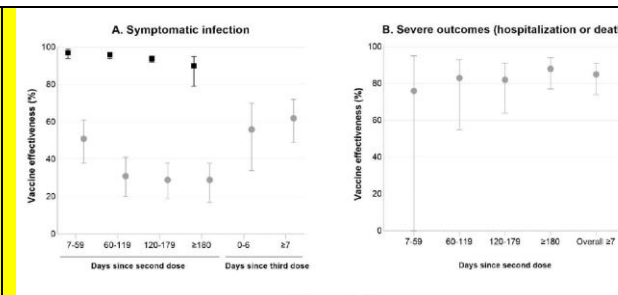 A. Symptomatic infection
100
80
60
40
20
0
Vaccine effectiveness (%)
7-59 60-119 120-179 ≥180 0-6 ≥7
Days since second dose Days since third dose
B. Severe outcomes (hospitalization or deat
100
80
60
40
20
0
Vaccine effectiveness (%)
7-59 60-119 120-179 ≥180 Overall ≥7
Days since second dose